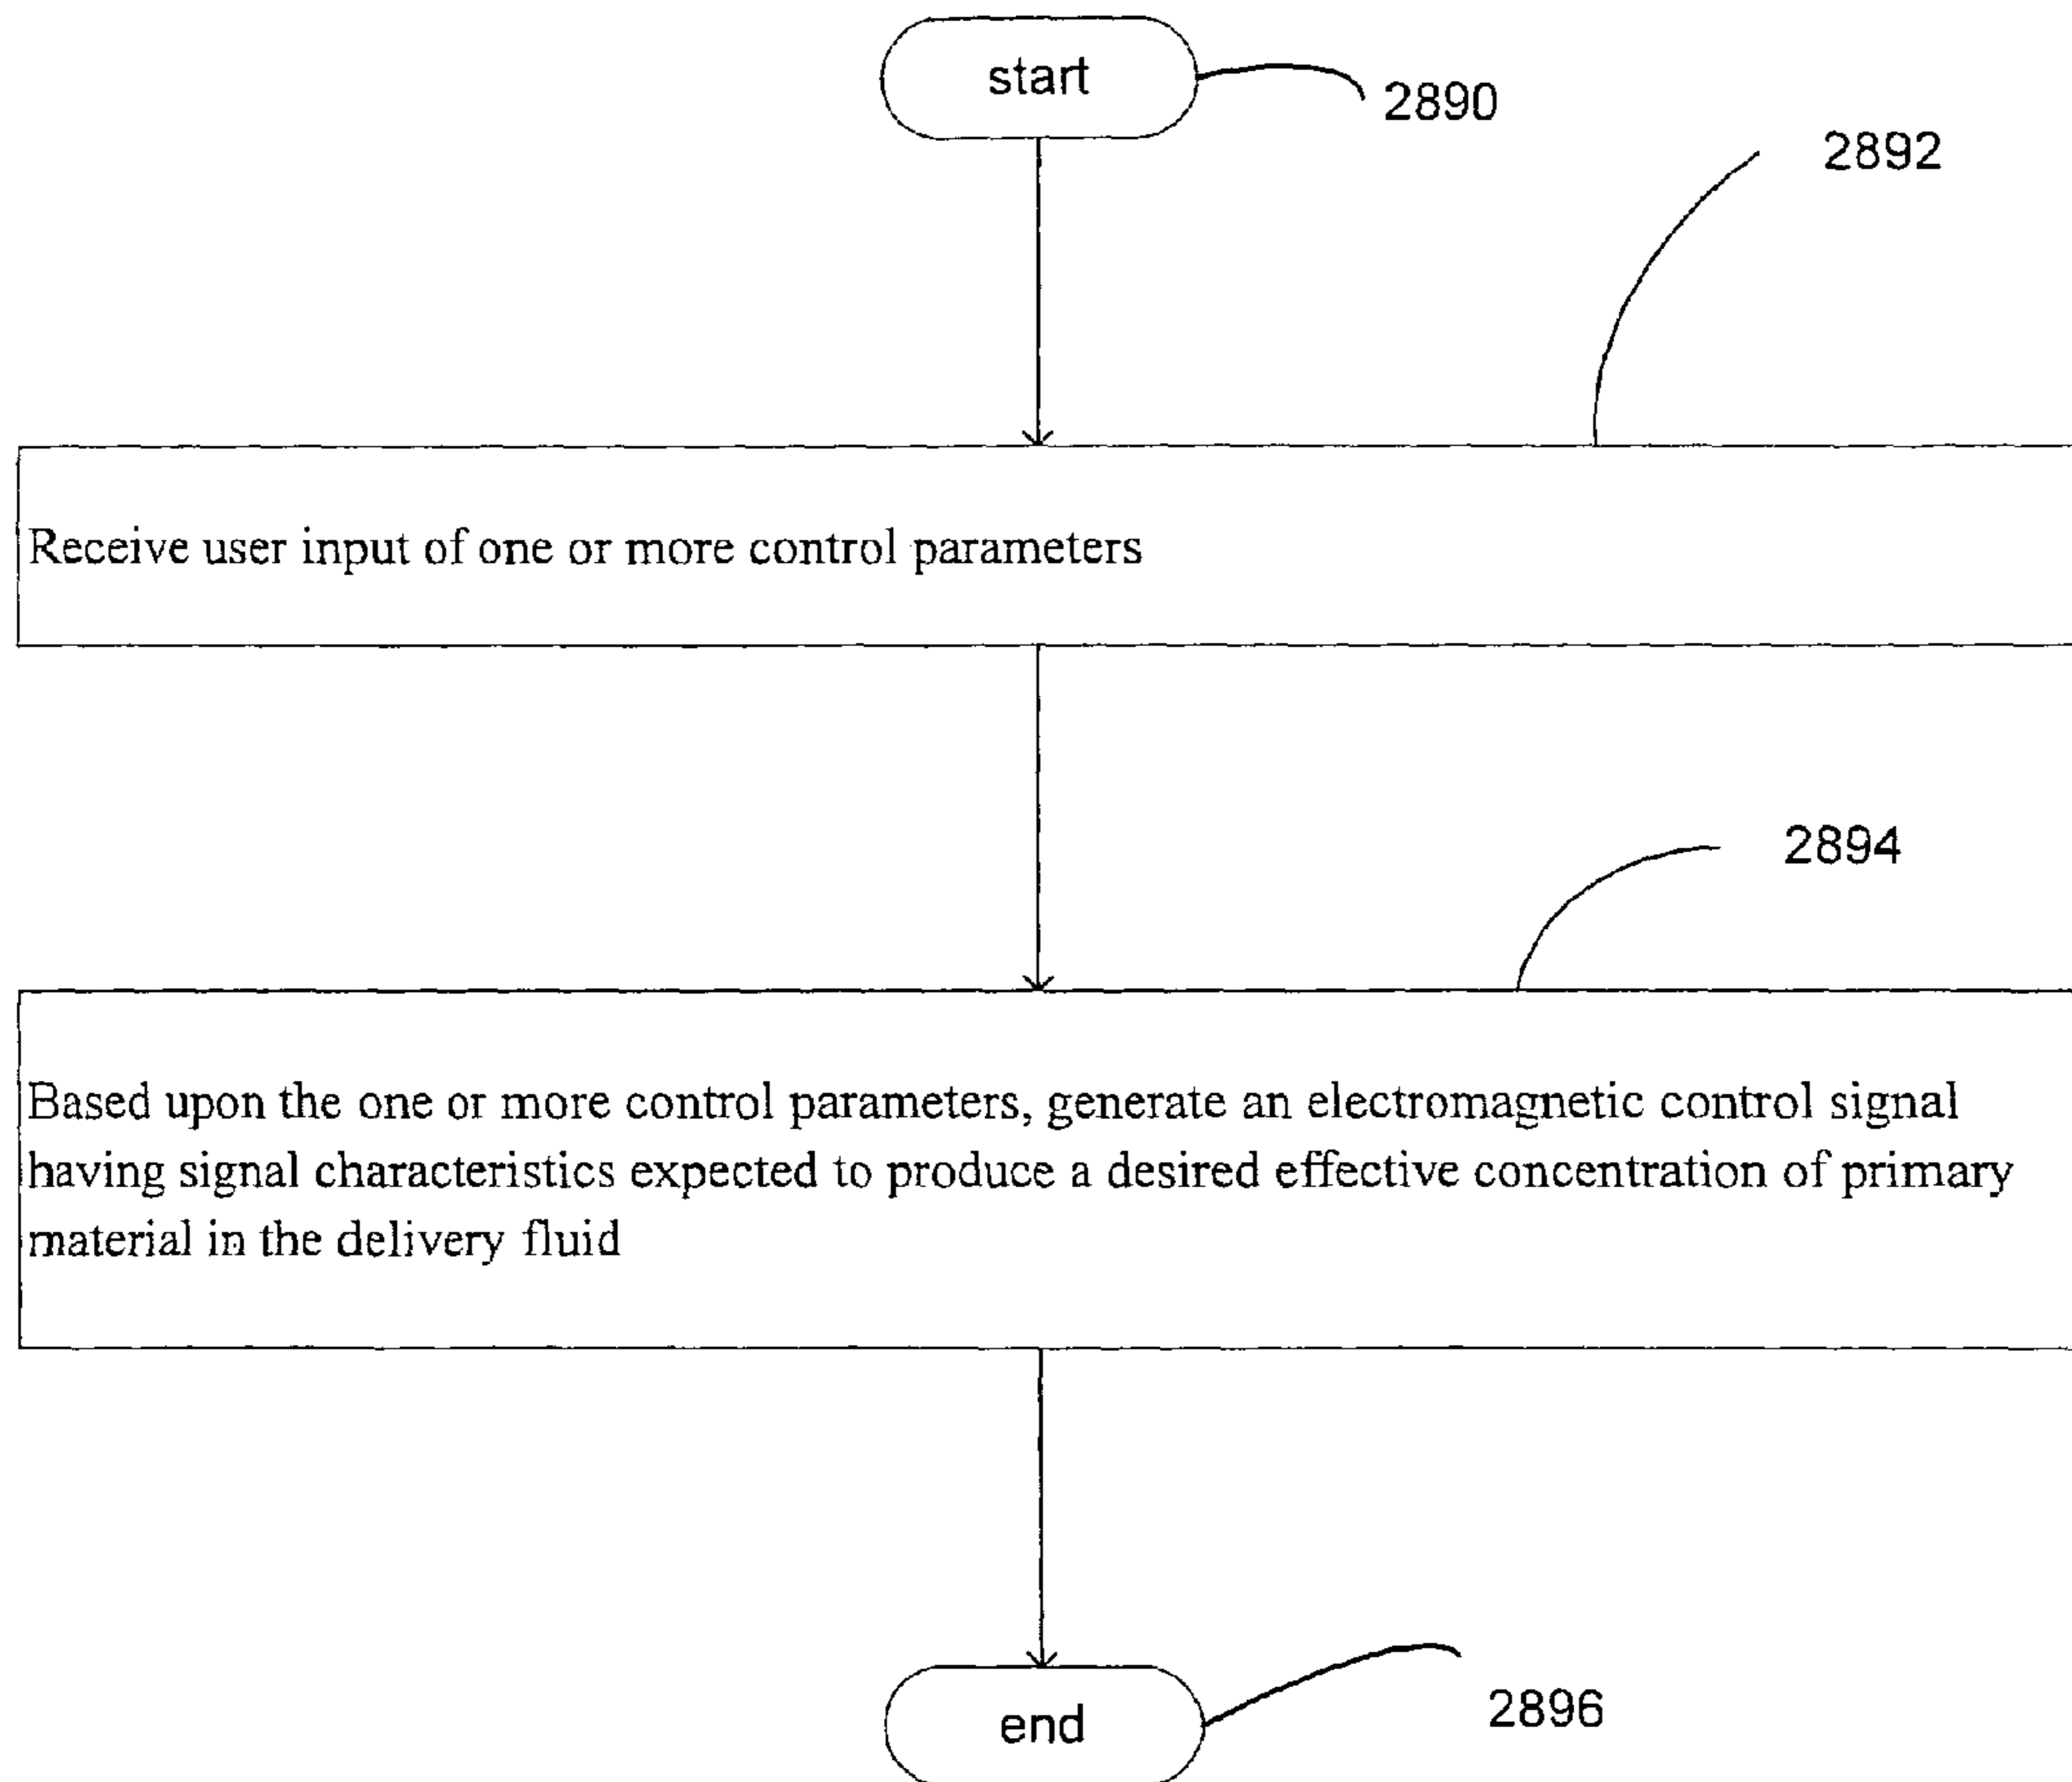 start
2890
2892
Receive user input of one or more control parameters
2894
Based upon the one or more control parameters, generate an electromagnetic control signal
having signal characteristics expected to produce a desired effective concentration of primary
material in the delivery fluid
end
2896